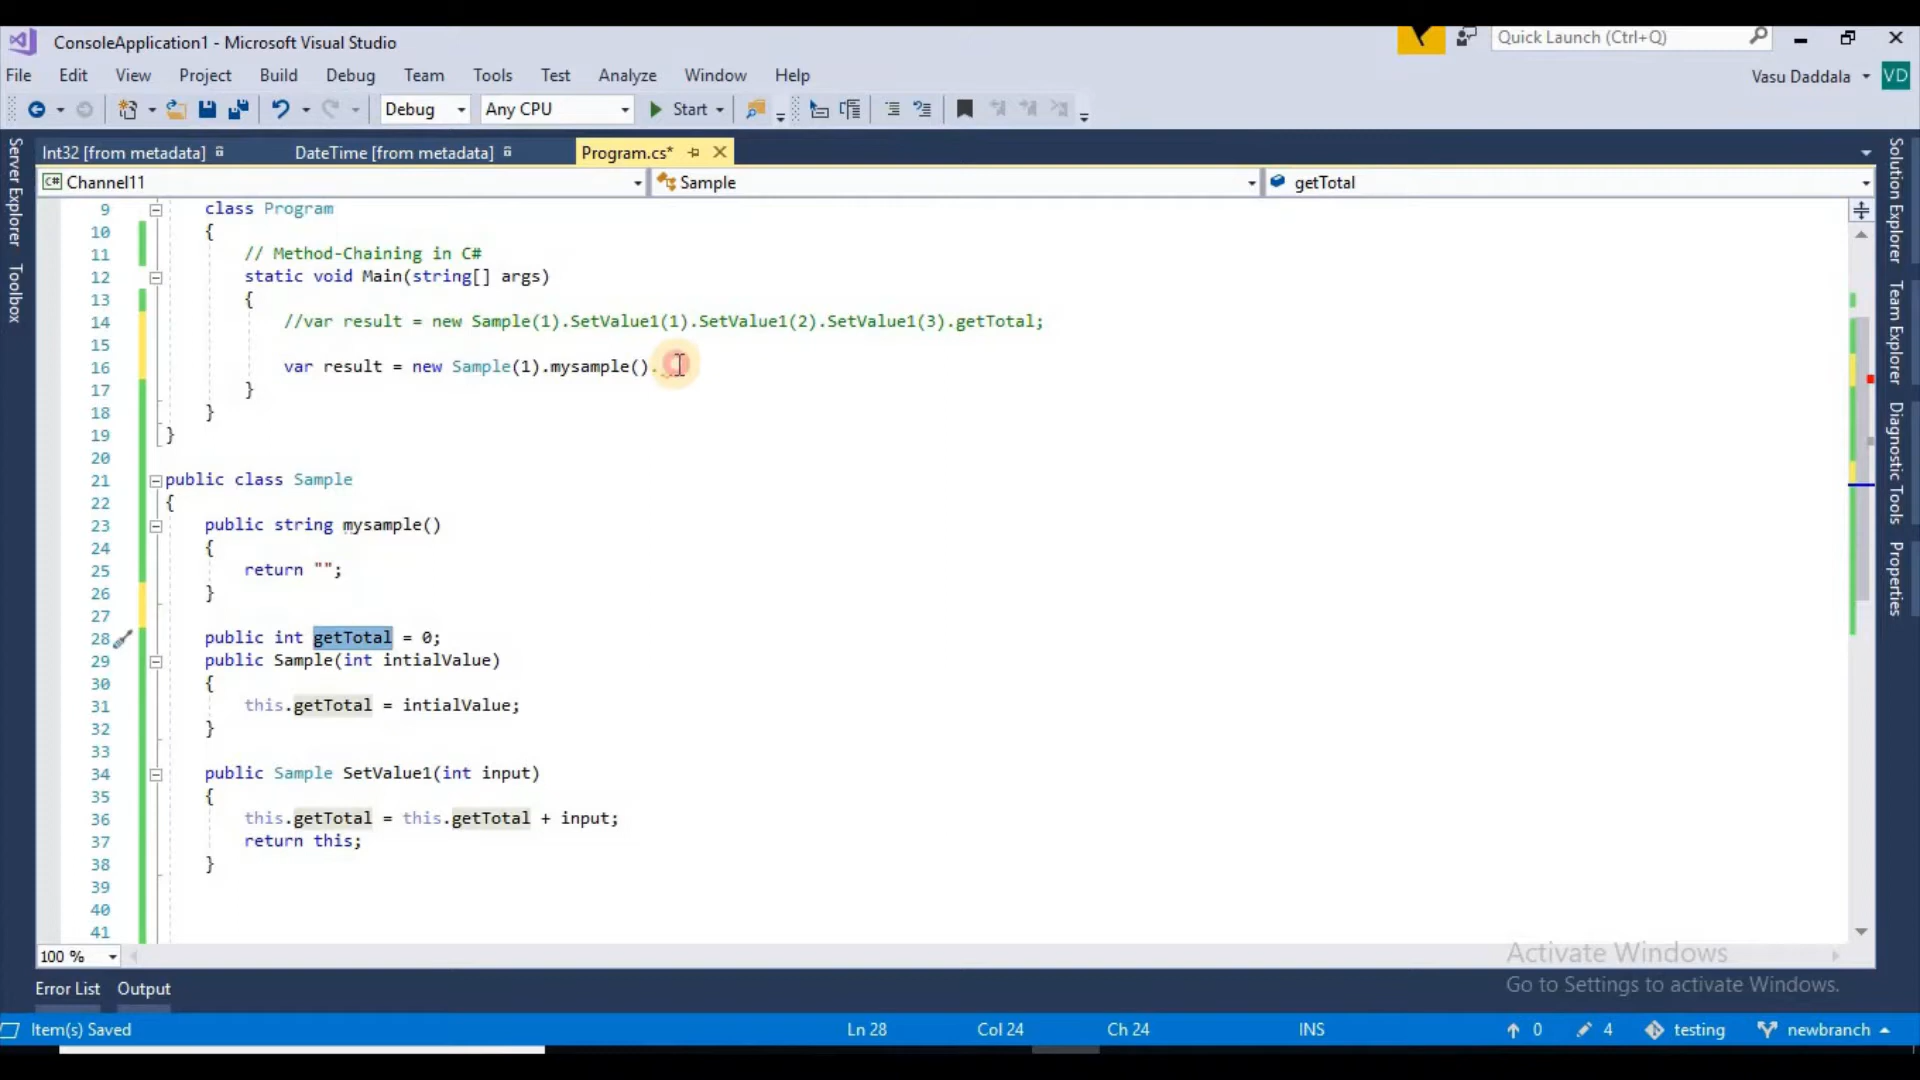 ConsoleApplication1 - Microsoft Visual Studio
Quick Launch (Ctrl+Q)
File Edit View Project Build Debug Team Tools Test Analyze Window Help
Vasu Daddala VD
Debug Any CPU Start
Int32 [from metadata] DateTime [from metadata] Program.cs*
C# Channel11 Sample getTotal
Server Explorer
Toolbox
9 class Program
10 {
11 // Method-Chaining in C#
12 static void Main(string[] args)
13 {
14 //var result = new Sample(1).SetValue1(1).SetValue1(2).SetValue1(3).getTotal;
15
16 var result = new Sample(1).mysample().
17 }
18 }
19 }
20
21 public class Sample
22 {
23 public string mysample()
24 {
25 return "";
26 }
27
28 public int getTotal = 0;
29 public Sample(int intialValue)
30 {
31 this.getTotal = intialValue;
32 }
33
34 public Sample SetValue1(int input)
35 {
36 this.getTotal = this.getTotal + input;
37 return this;
38 }
39
40
41
Solution Explorer
Team Explorer
Diagnostic Tools
Properties
100 %
Activate Windows
Go to Settings to activate Windows.
Error List Output
Item(s) Saved Ln 28 Col 24 Ch 24 INS 0 4 testing newbranch